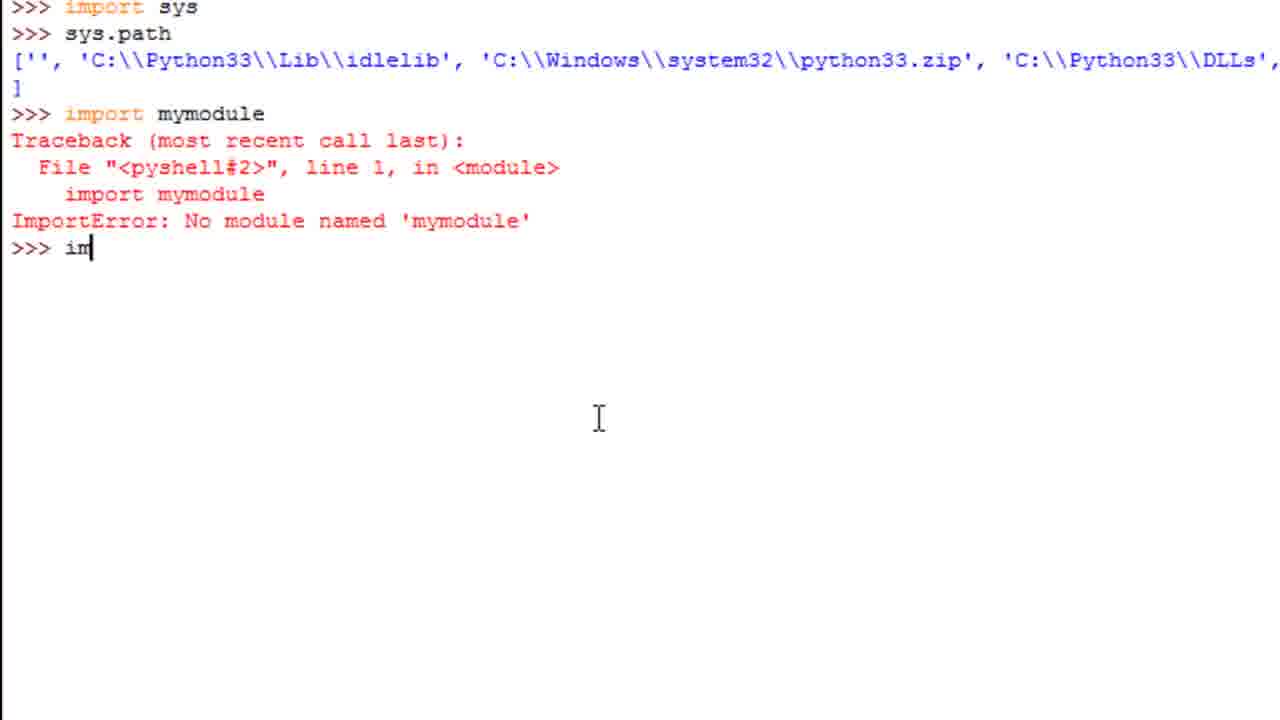 >>> import sys
>>> sys.path
['', 'C:\\Python33\\Lib\\idlelib', 'C:\\Windows\\system32\\python33.zip', 'C:\\Python33\\DLLs',
]
>>> import mymodule
Traceback (most recent call last):
  File "<pyshell#2>", line 1, in <module>
    import mymodule
ImportError: No module named 'mymodule'
>>> im